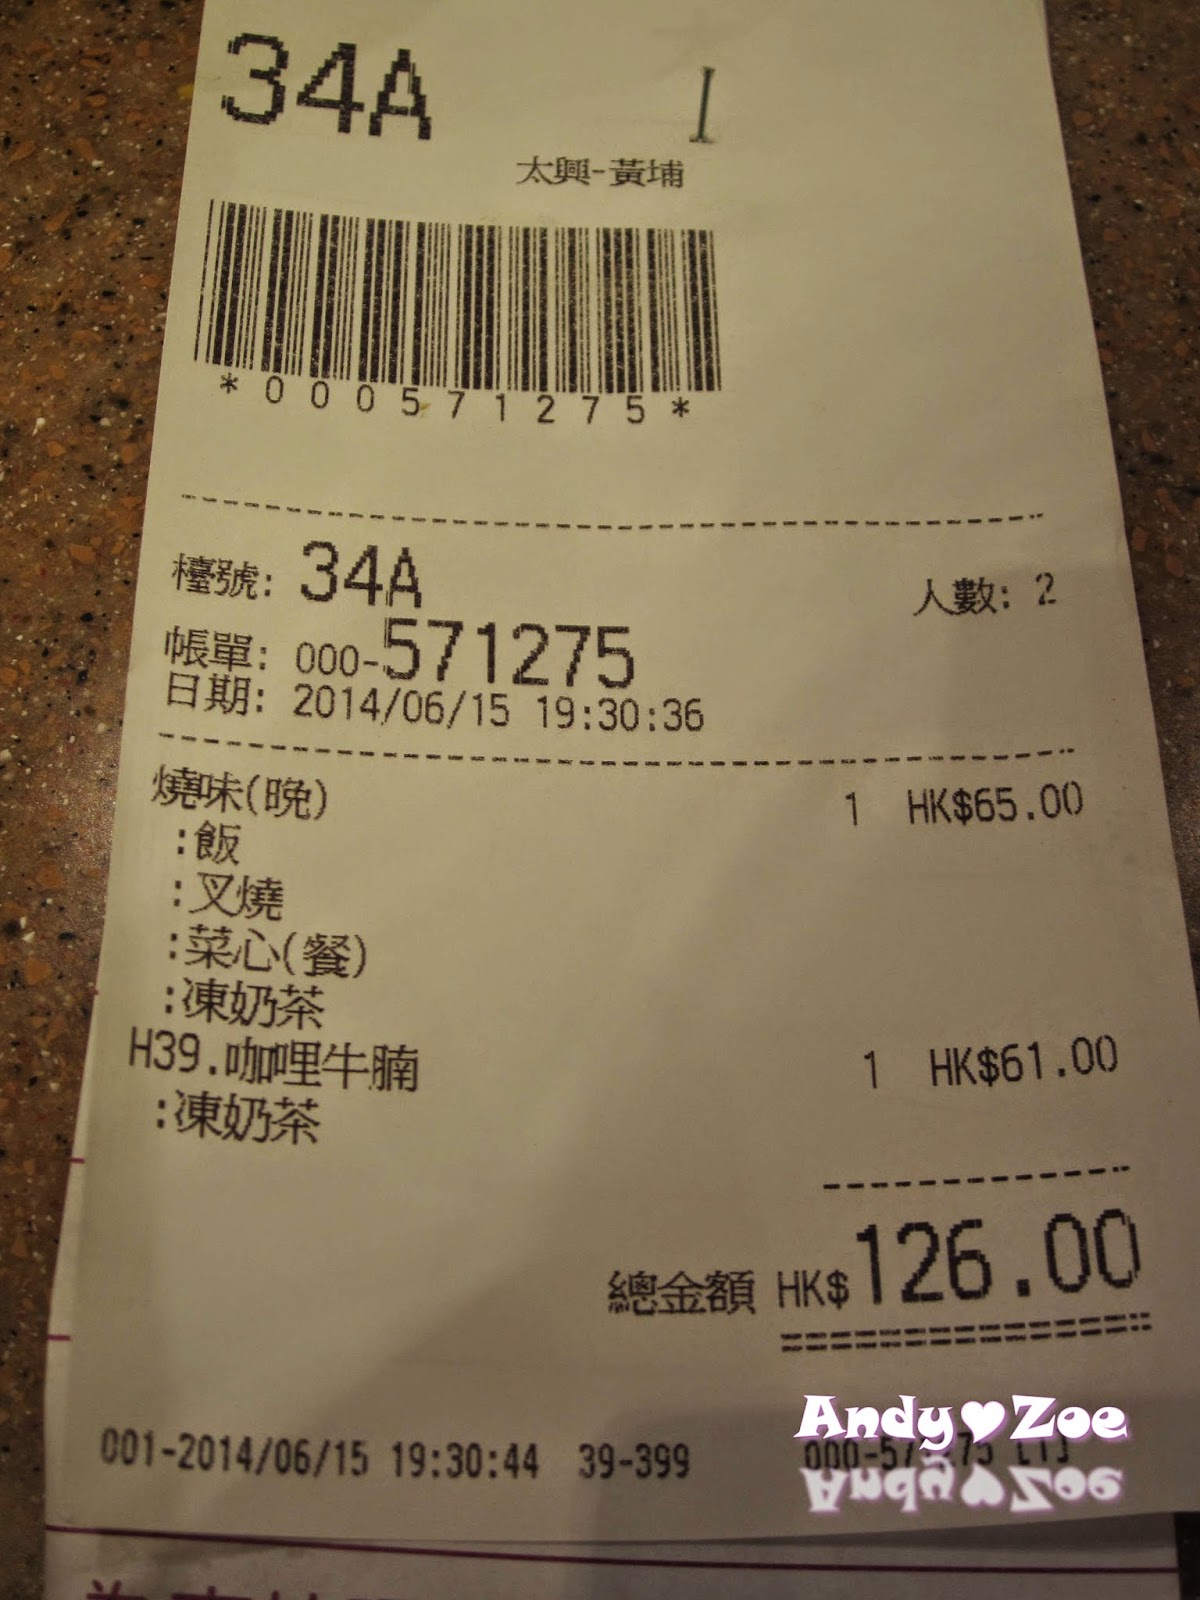 34A
太興-黃埔
*000571275*
檯號: 34A 人數: 2
帳單: 000-571275
日期: 2014/06/15 19:30:36
燒味(晚) 1 HK$65.00
:飯
:叉燒
:菜心(餐)
:凍奶茶
H39.咖哩牛腩 1 HK$61.00
:凍奶茶
總金額 HK$126.00
001-2014/06/15 19:30:44 39-399
Andy♥Zoe